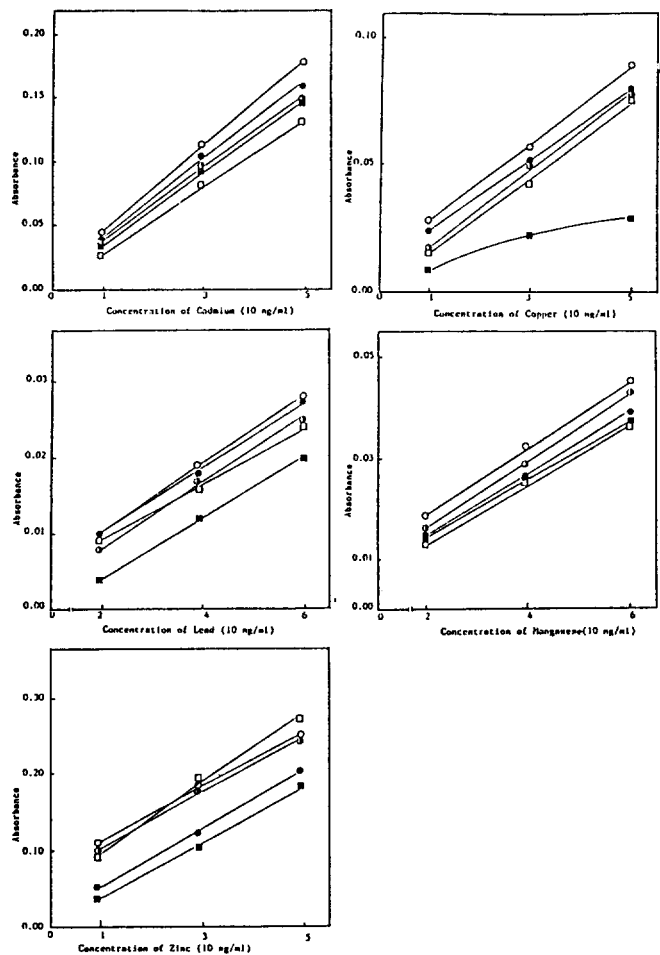 0.20
0.15
0.10
0.05
0.00
Absorbance
0 1 3 5
Concentration of Cadmium (10 ng/ml)
0.10
0.05
0.00
Absorbance
0 1 3 5
Concentration of Copper (10 ng/ml)
0.03
0.02
0.01
0.00
Absorbance
0 2 4 6
Concentration of Lead (10 ng/ml)
0.05
0.03
0.01
0.00
Absorbance
0 2 4 6
Concentration of Manganese(10 ng/ml)
0.30
0.20
0.10
0.00
Absorbance
0 1 3 5
Concentration of Zinc (10 ng/ml)